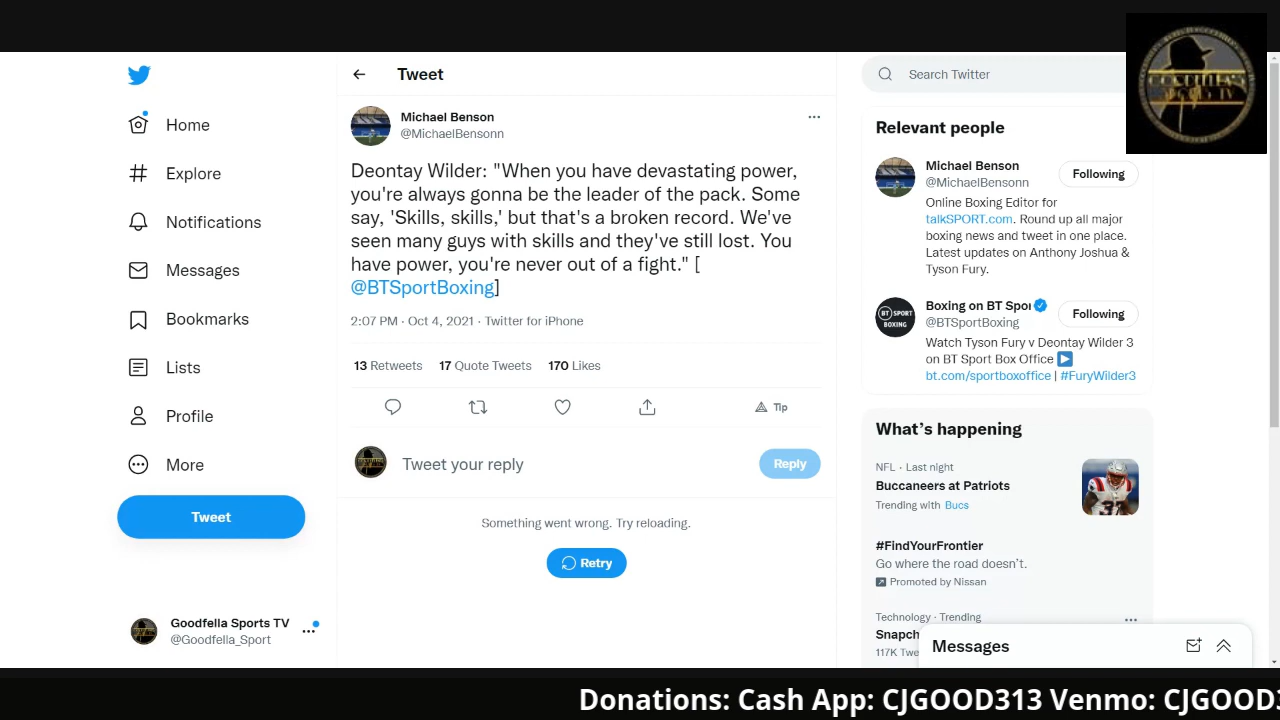 Tweet
Home
Explore
Notifications
Messages
Bookmarks
Lists
Profile
More
Tweet
Goodfella Sports TV
@Goodfella_Sport
Michael Benson
@MichaelBensonn
Deontay Wilder: "When you have devastating power,
you're always gonna be the leader of the pack. Some
say, 'Skills, skills,' but that's a broken record. We've
seen many guys with skills and they've still lost. You
have power, you're never out of a fight." [
@BTSportBoxing]
2:07 PM · Oct 4, 2021 · Twitter for iPhone
13 Retweets 17 Quote Tweets 170 Likes
Tip
Tweet your reply
Reply
Something went wrong. Try reloading.
Retry
Search Twitter
GOODFELLA'S
SPORTS TV
Relevant people
Michael Benson
@MichaelBensonn
Following
Online Boxing Editor for
talkSPORT.com. Round up all major
boxing news and tweet in one place.
Latest updates on Anthony Joshua &
Tyson Fury.
BT SPORT
BOXING
Boxing on BT Spor
@BTSportBoxing
Following
Watch Tyson Fury v Deontay Wilder 3
on BT Sport Box Office
bt.com/sportboxoffice | #FuryWilder3
What's happening
NFL · Last night
Buccaneers at Patriots
Trending with Bucs
#FindYourFrontier
Go where the road doesn't.
Promoted by Nissan
Technology · Trending
Snapch
117K Twe
Messages
Donations: Cash App: CJGOOD313 Venmo: CJGOOD3